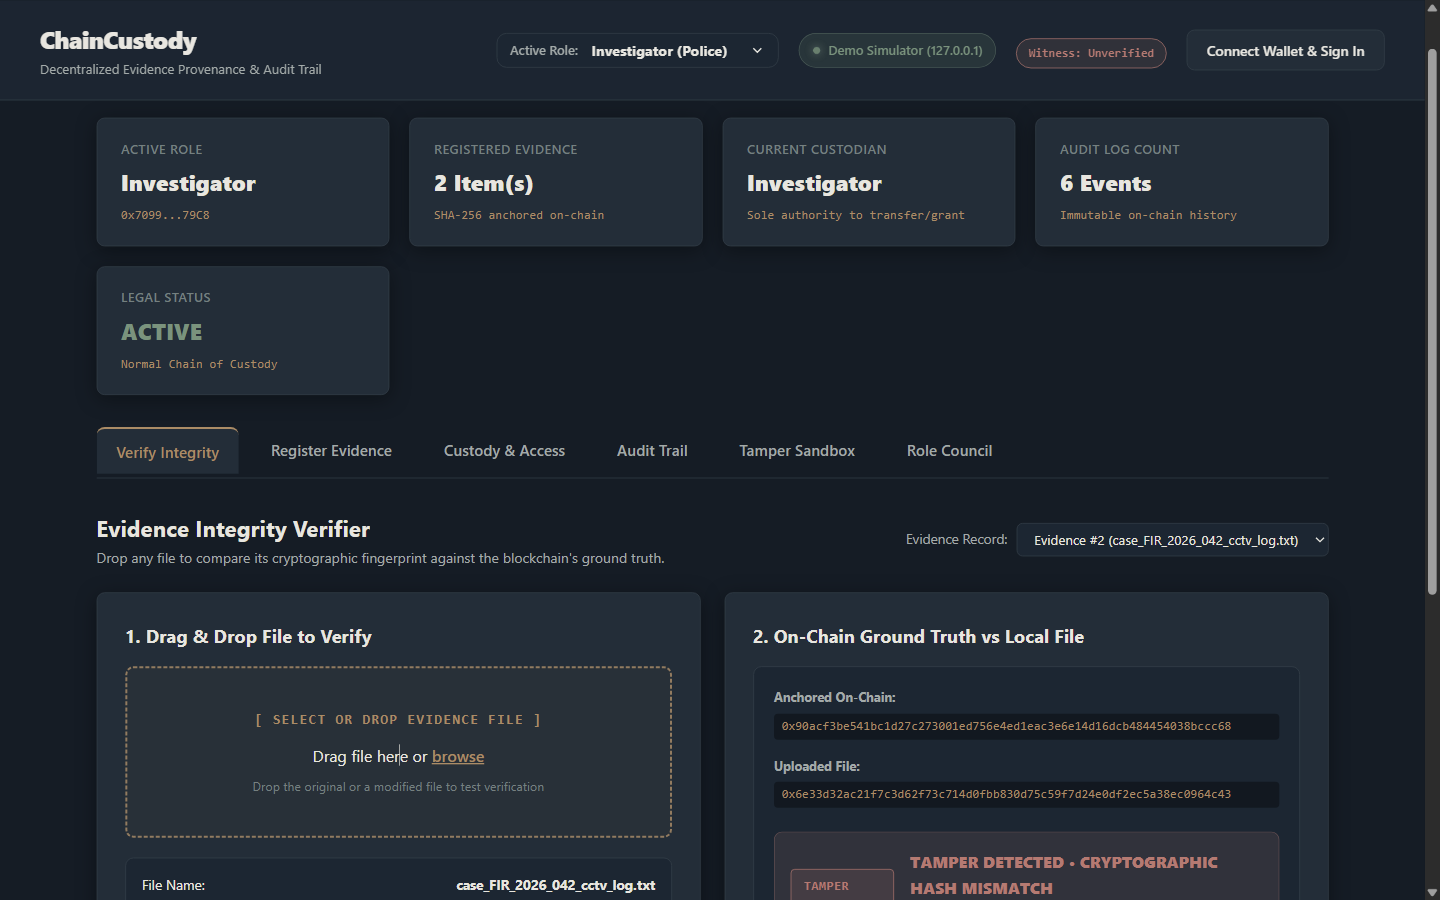 ChainCustody
Decentralized Evidence Provenance & Audit Trail
Active Role: Investigator (Police)
Demo Simulator (127.0.0.1)
Witness: Unverified
Connect Wallet & Sign In
ACTIVE ROLE
Investigator
0x7099...79C8
REGISTERED EVIDENCE
2 Item(s)
SHA-256 anchored on-chain
CURRENT CUSTODIAN
Investigator
Sole authority to transfer/grant
AUDIT LOG COUNT
6 Events
Immutable on-chain history
LEGAL STATUS
ACTIVE
Normal Chain of Custody
Verify Integrity
Register Evidence
Custody & Access
Audit Trail
Tamper Sandbox
Role Council
Evidence Integrity Verifier
Drop any file to compare its cryptographic fingerprint against the blockchain's ground truth.
Evidence Record: Evidence #2 (case_FIR_2026_042_cctv_log.txt)
1. Drag & Drop File to Verify
[ SELECT OR DROP EVIDENCE FILE ]
Drag file here or browse
Drop the original or a modified file to test verification
File Name: case_FIR_2026_042_cctv_log.txt
2. On-Chain Ground Truth vs Local File
Anchored On-Chain:
0x90acf3be541bc1d27c273001ed756e4ed1eac3e6e14d16dcb484454038bccc68
Uploaded File:
0x6e33d32ac21f7c3d62f73c714d0fbb830d75c59f7d24e0df2ec5a38ec0964c43
TAMPER
TAMPER DETECTED • CRYPTOGRAPHIC
HASH MISMATCH